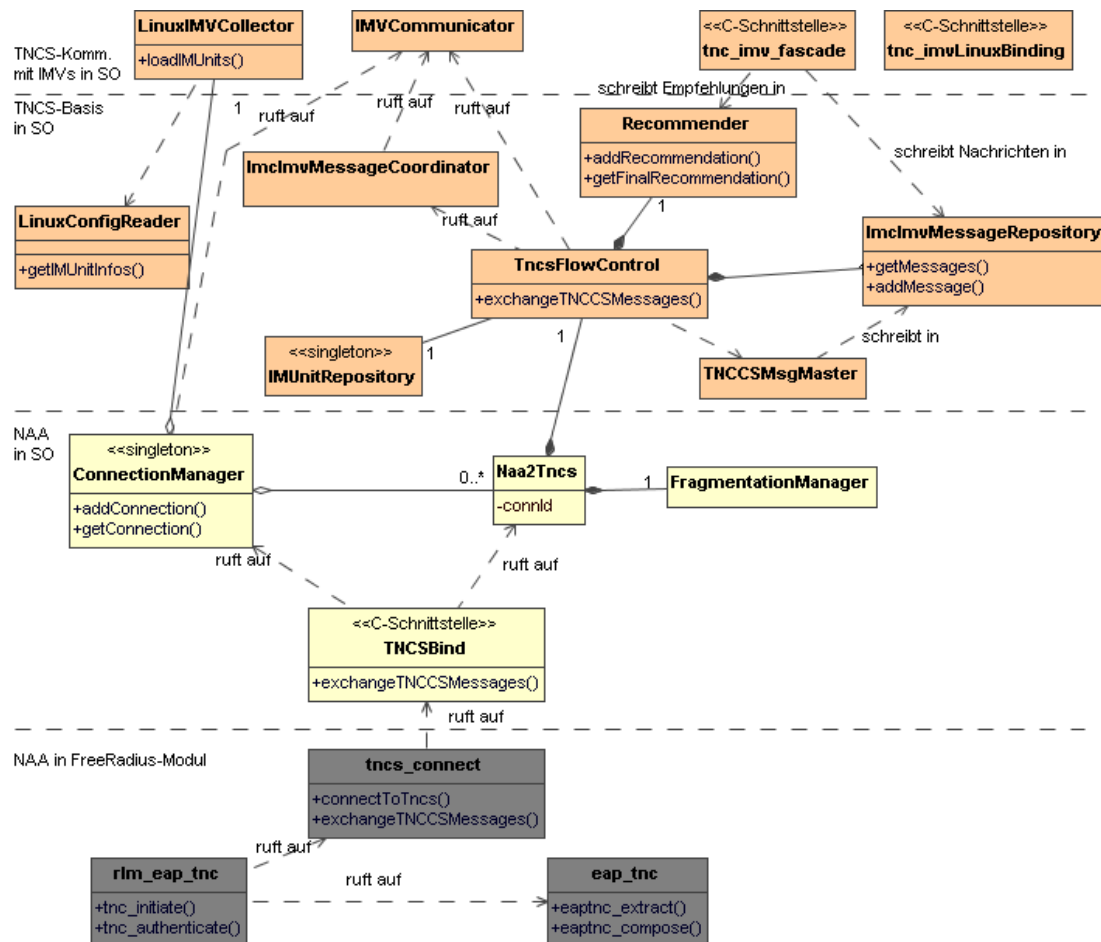 TNCS-Komm.
mit IMVs in SO
LinuxIMVCollector
+loadIMUnits()
IMVCommunicator
<<C-Schnittstelle>>
tnc_imv_fascade
<<C-Schnittstelle>>
tnc_imvLinuxBinding
TNCS-Basis
in SO
1
ruft auf
ruft auf
schreibt Empfehlungen in
Recommender
+addRecommendation()
+getFinalRecommendation()
1
schreibt Nachrichten in
ImcImvMessageCoordinator
ruft auf
LinuxConfigReader
+getIMUnitInfos()
TncsFlowControl
+exchangeTNCCSMessages()
ImcImvMessageRepository
+getMessages()
+addMessage()
<<singleton>>
IMUnitRepository
1
1
schreibt in
TNCCSMsgMaster
NAA
in SO
<<singleton>>
ConnectionManager
+addConnection()
+getConnection()
0..*
Naa2Tncs
-connId
1
FragmentationManager
ruft auf
ruft auf
<<C-Schnittstelle>>
TNCSBind
+exchangeTNCCSMessages()
ruft auf
NAA in FreeRadius-Modul
tncs_connect
+connectToTncs()
+exchangeTNCCSMessages()
ruft auf
rlm_eap_tnc
+tnc_initiate()
+tnc_authenticate()
ruft auf
eap_tnc
+eaptnc_extract()
+eaptnc_compose()